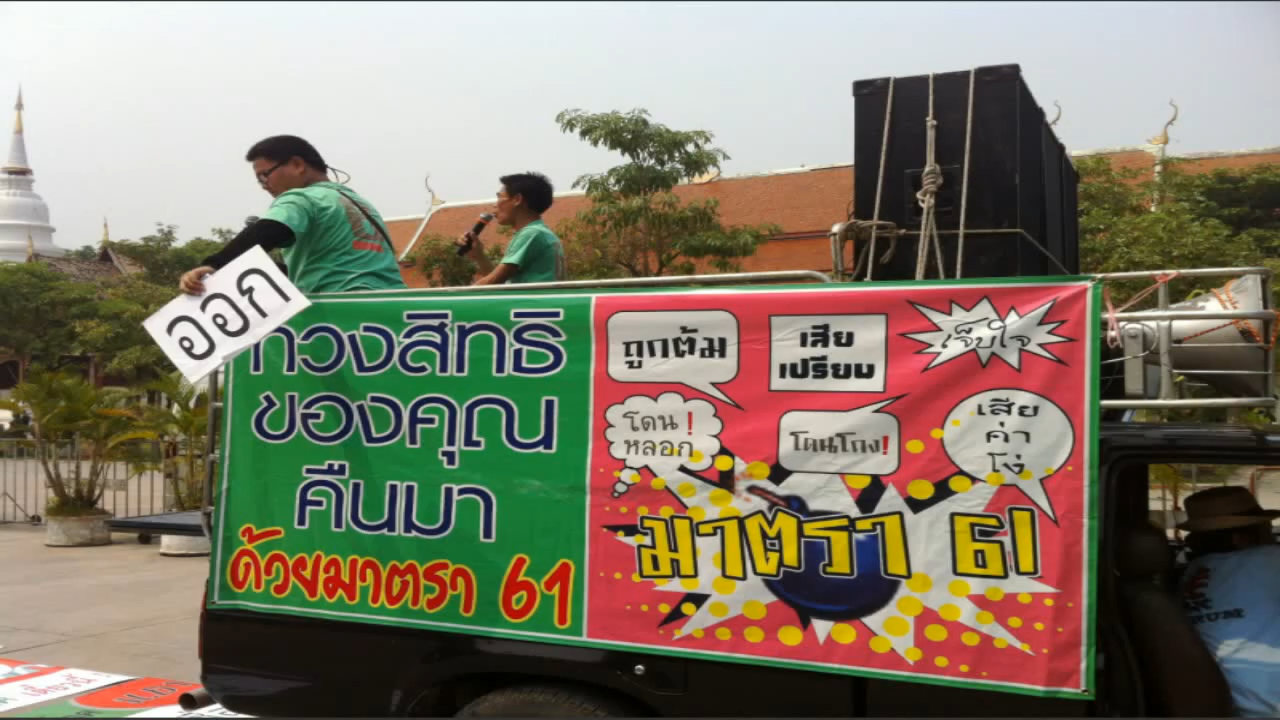 ออก
ทวงสิทธิ
ของคุณ
คืนมา
ด้วยมาตรา 61
ถูกต้ม
เสีย
เปรียบ
เจ็บใจ
โดน!
หลอก
โดนโกง!
เสีย
ค่า
โง่
มาตรา 61